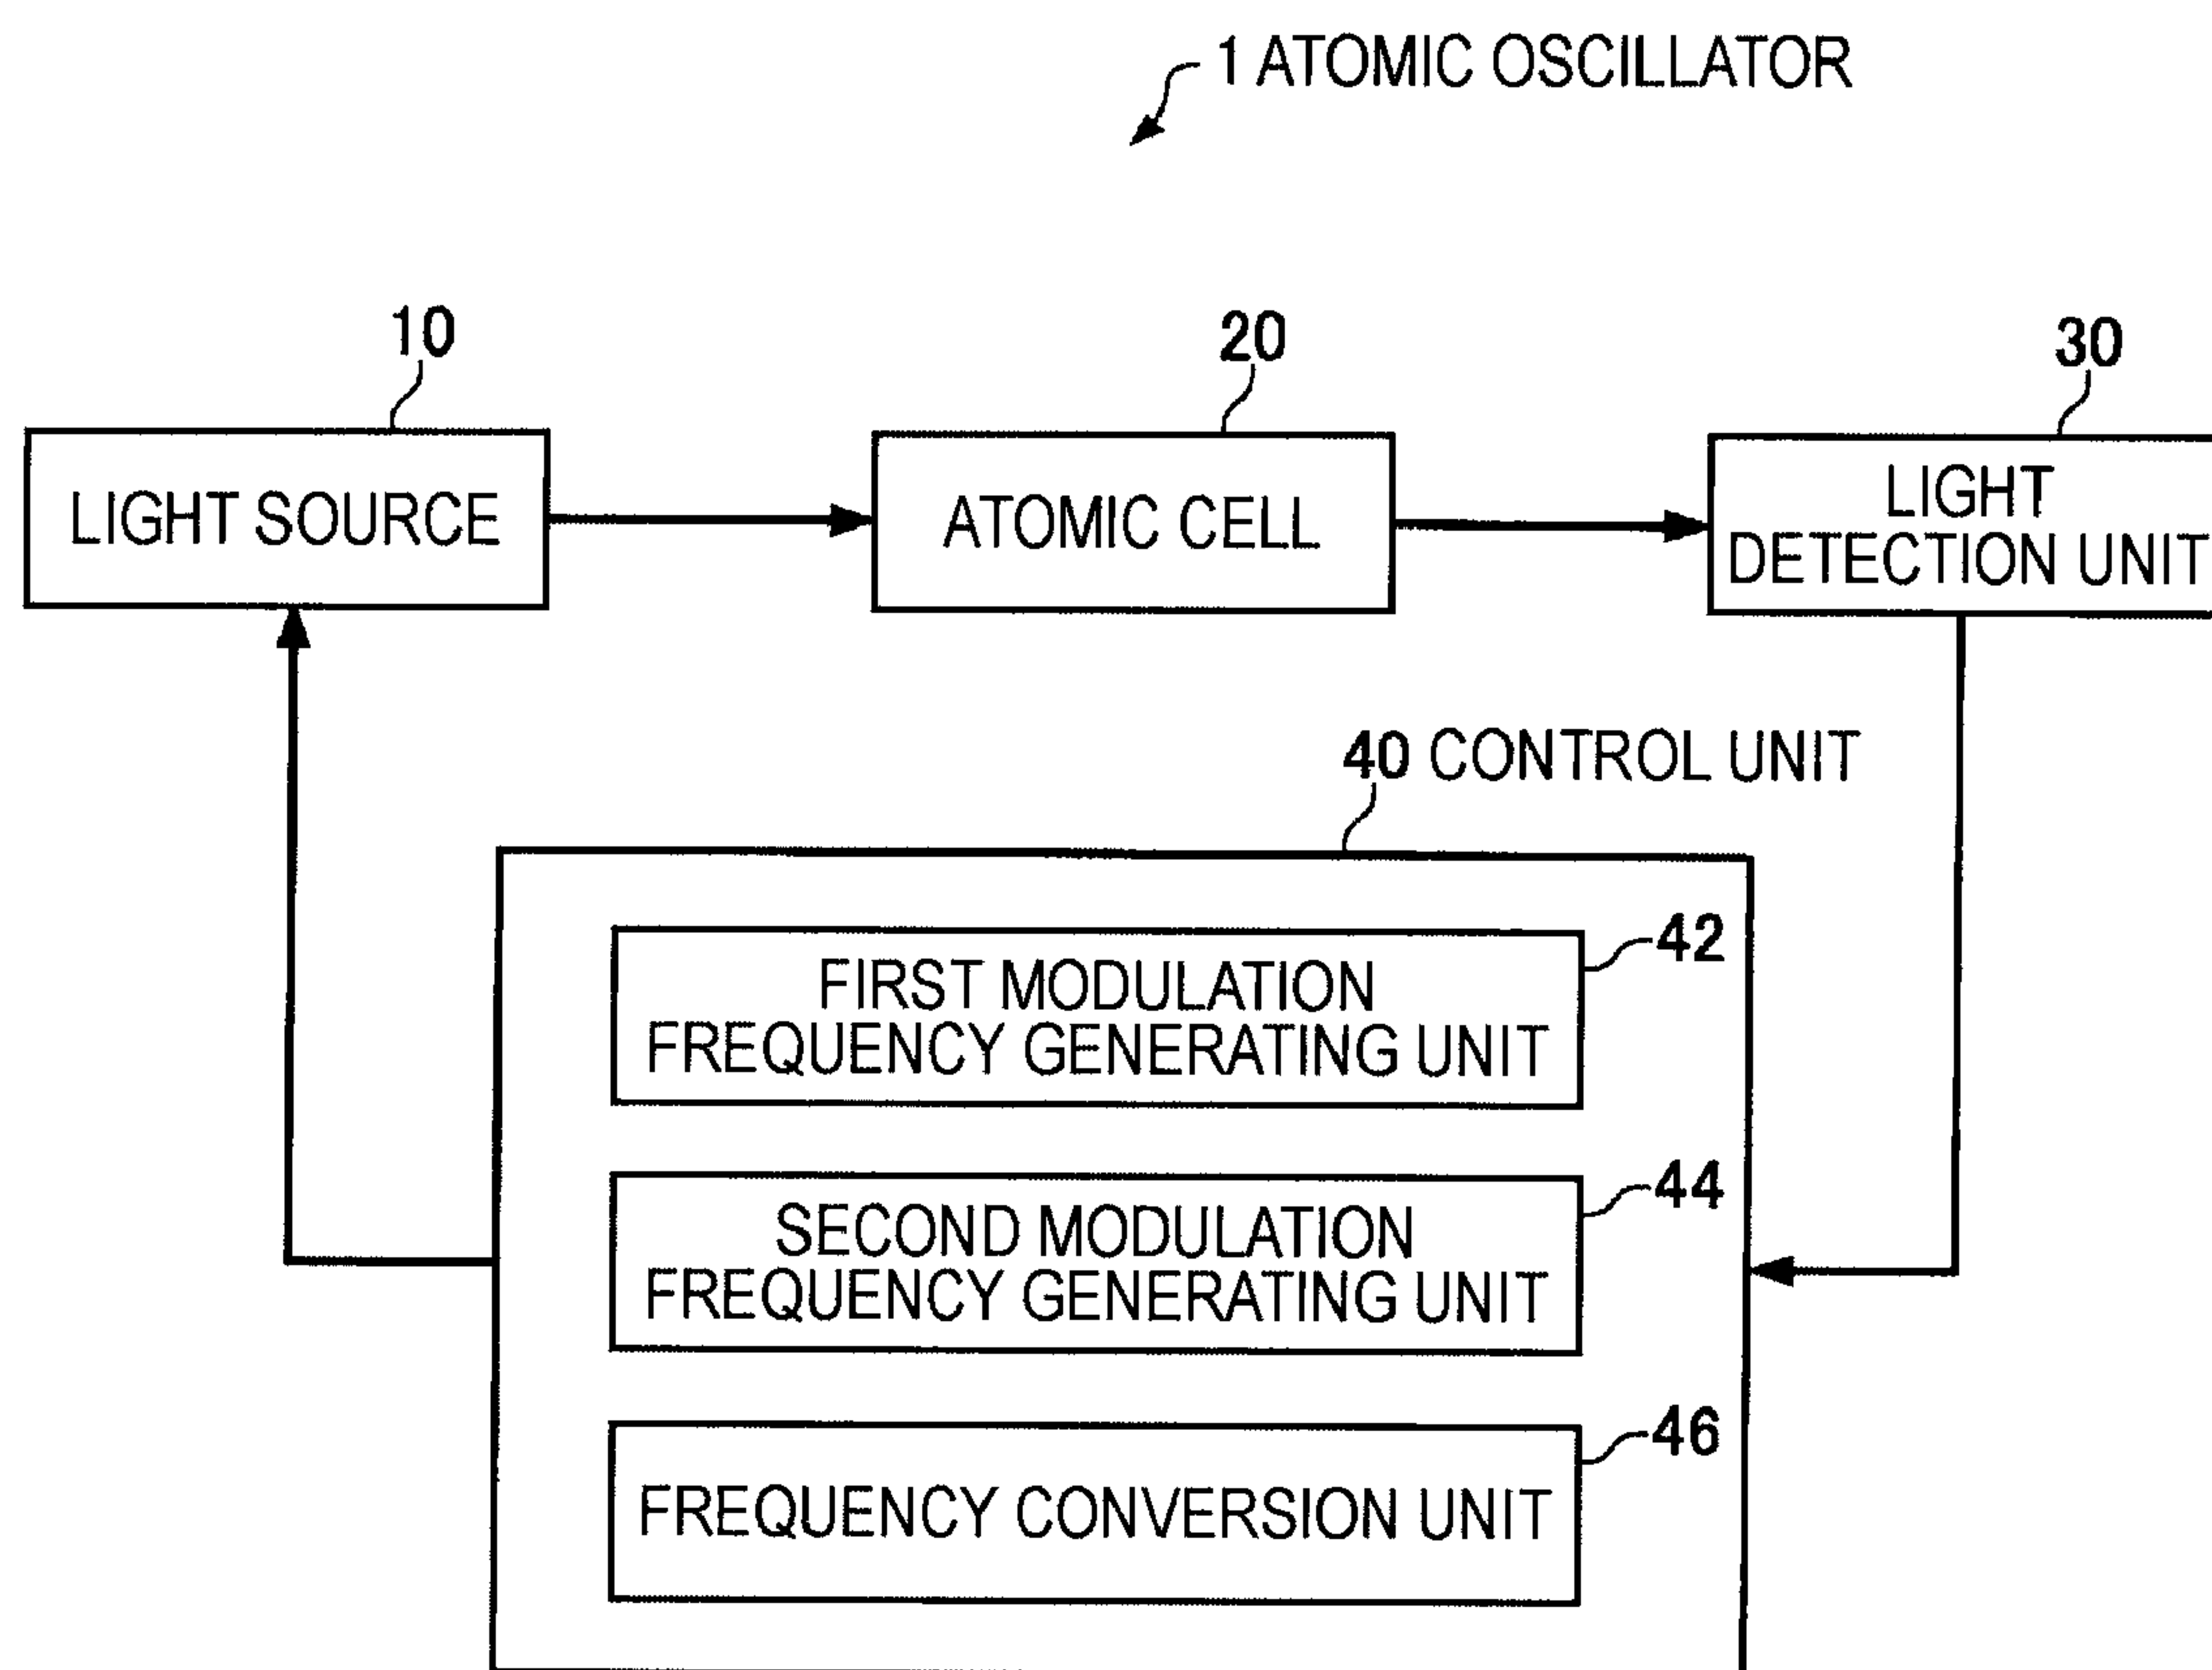 1 ATOMIC OSCILLATOR
10
20
30
LIGHT SOURCE
ATOMIC CELL
LIGHT
DETECTION UNIT
40 CONTROL UNIT
42
FIRST MODULATION
FREQUENCY GENERATING UNIT
44
SECOND MODULATION
FREQUENCY GENERATING UNIT
46
FREQUENCY CONVERSION UNIT